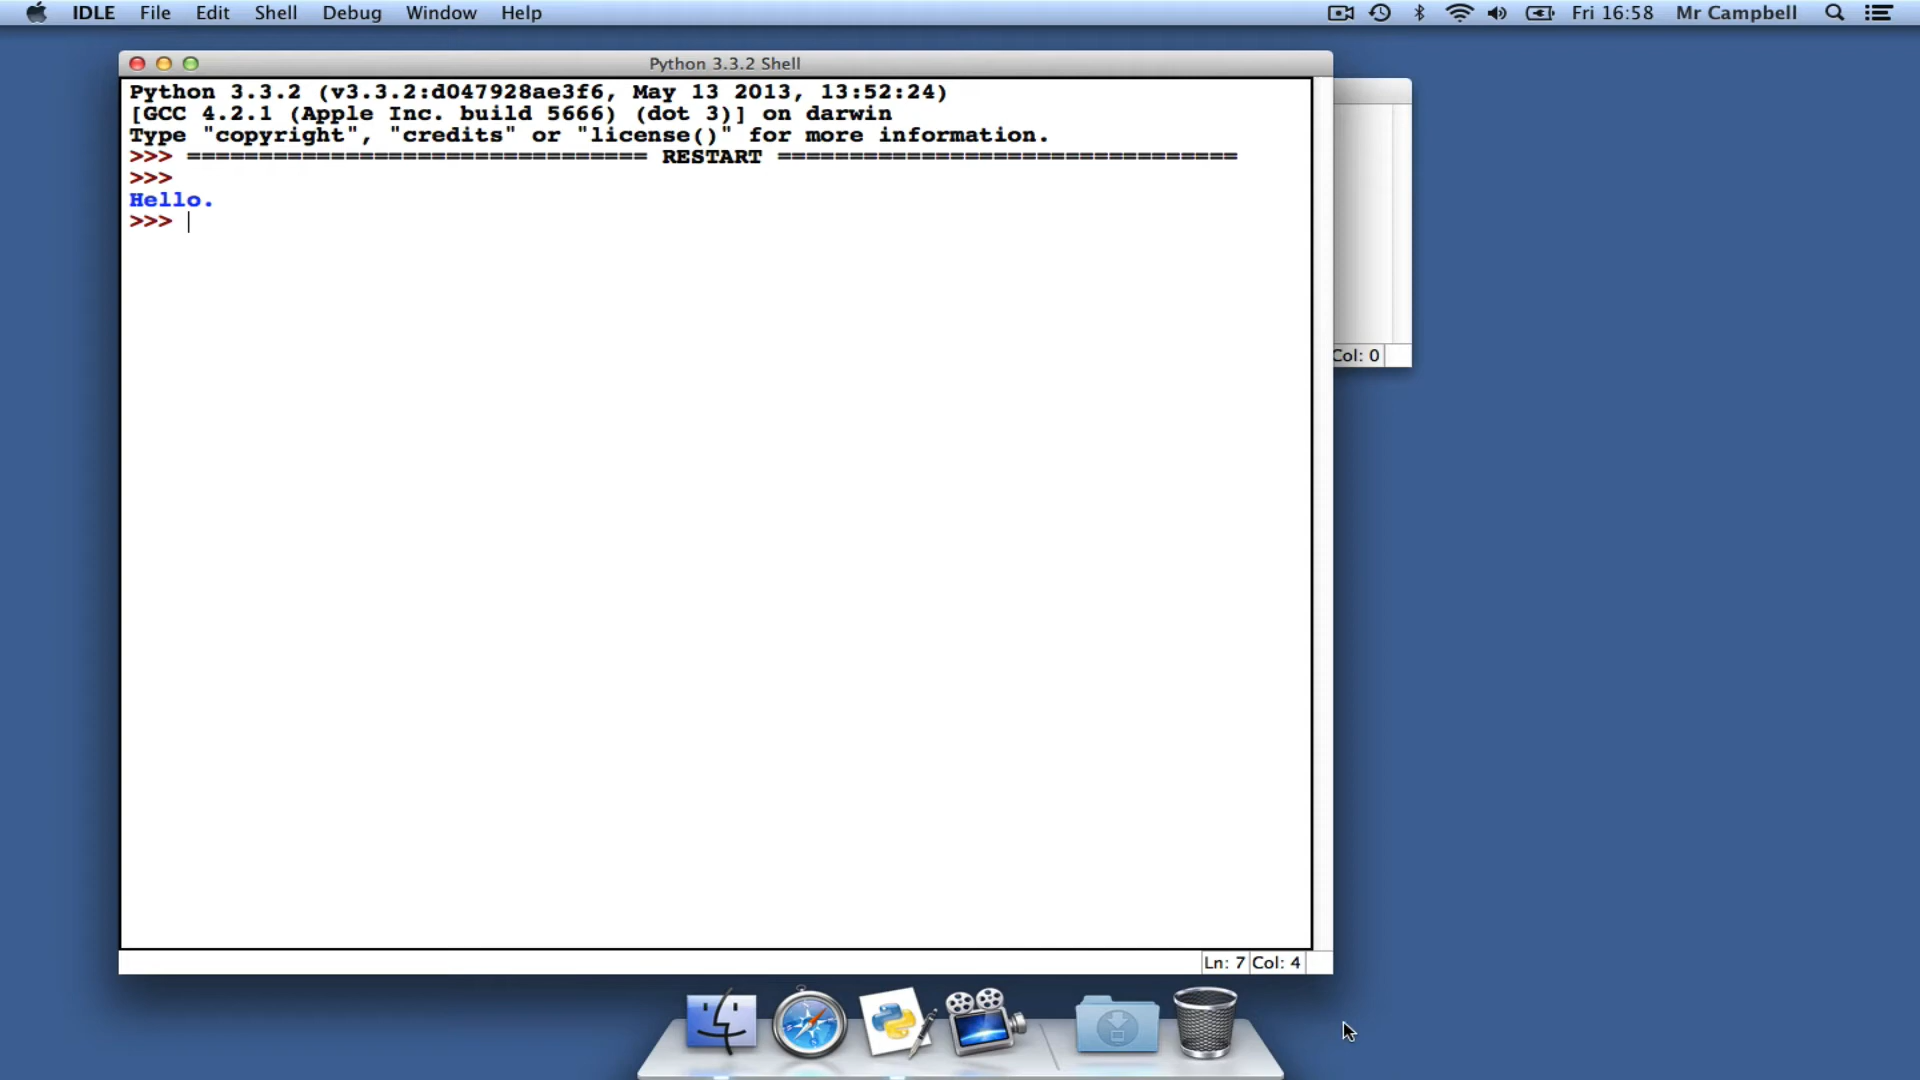 IDLE File Edit Shell Debug Window Help Fri 16:58 Mr Campbell
Python 3.3.2 Shell
Python 3.3.2 (v3.3.2:d047928ae3f6, May 13 2013, 13:52:24)
[GCC 4.2.1 (Apple Inc. build 5666) (dot 3)] on darwin
Type "copyright", "credits" or "license()" for more information.
>>> ================================ RESTART ================================
>>>
Hello.
>>>
Col: 0
Ln: 7 Col: 4